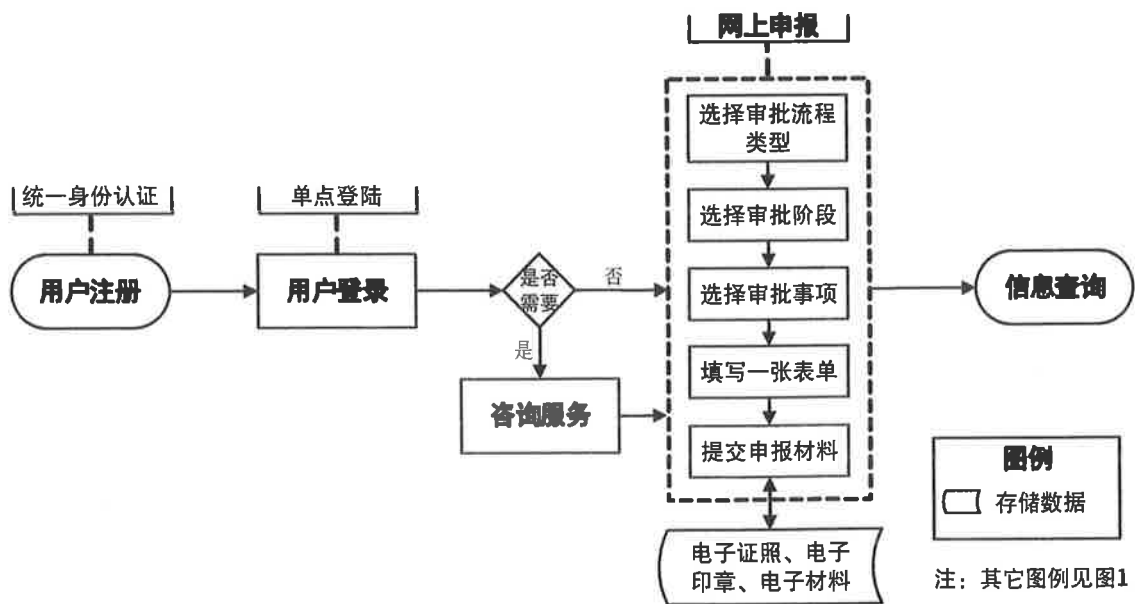 网上申报
选择审批流程
类型
统一身份认证
单点登陆
选择审批阶段
用户注册
用户登录
是否
需要
否
选择审批事项
信息查询
是
填写一张表单
咨询服务
提交申报材料
图例
存储数据
电子证照、电子
印章、电子材料
注：其它图例见图1